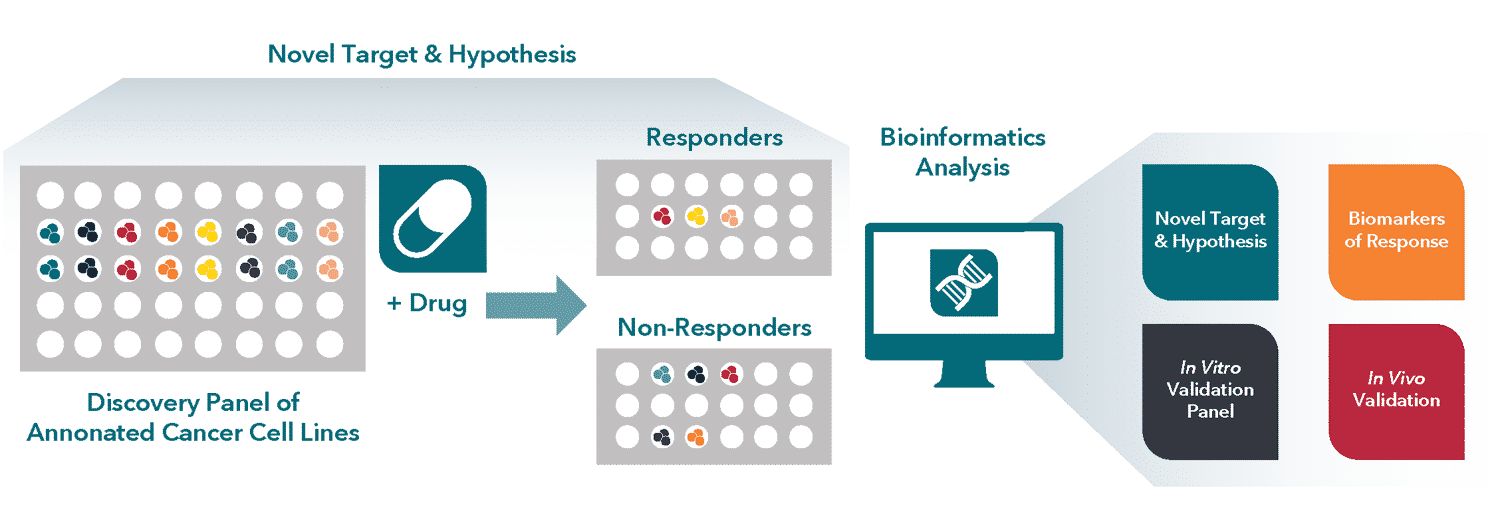 Novel Target & Hypothesis
Discovery Panel of
Annonated Cancer Cell Lines
+ Drug
Responders
Non-Responders
Bioinformatics
Analysis
Novel Target
& Hypothesis
Biomarkers
of Response
In Vitro
Validation
Panel
In Vivo
Validation